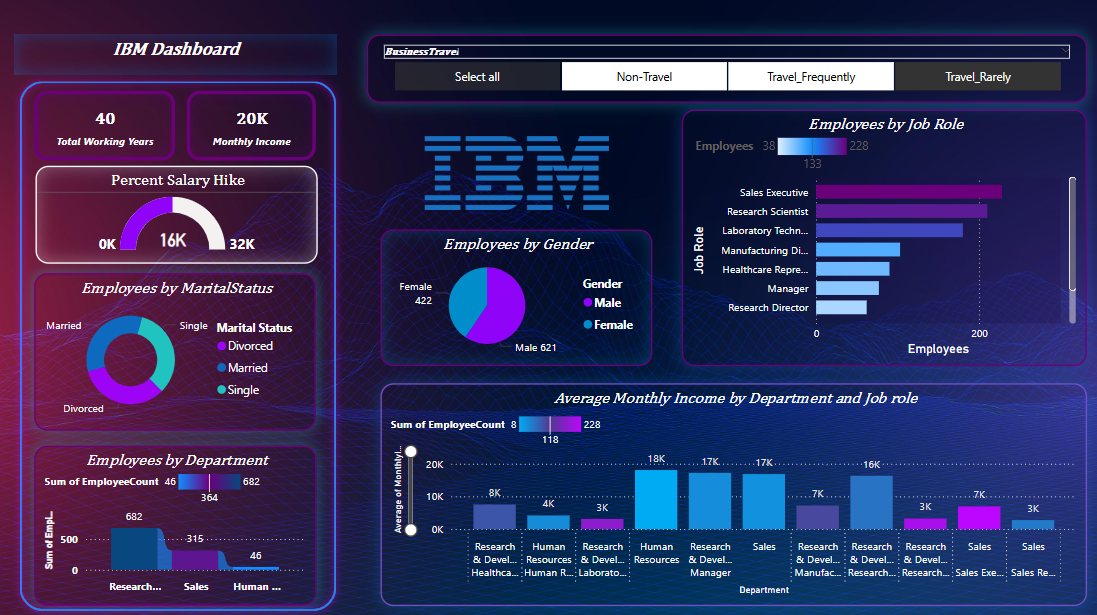 IBM Dashboard
BusinessTravel
Select all
Non-Travel
Travel_Frequently
Travel_Rarely
40
Total Working Years
20K
Monthly Income
Percent Salary Hike
0K
16K
32K
Employees by MaritalStatus
Married
Single
Divorced
Marital Status
Divorced
Married
Single
Employees by Department
Sum of EmployeeCount 46 682
364
Sum of Empl...
500
0
682
315
46
Research...
Sales
Human ...
IBM
Employees by Gender
Female
422
Male 621
Gender
Male
Female
Employees by Job Role
Employees 38 228
133
Job Role
Sales Executive
Research Scientist
Laboratory Techn...
Manufacturing Di...
Healthcare Repre...
Manager
Research Director
0
200
Employees
Average Monthly Income by Department and Job role
Sum of EmployeeCount 8 228
118
Average of Monthlyl...
20K
10K
0K
8K
4K
3K
18K
17K
17K
7K
16K
3K
7K
3K
Research
& Devel...
Healthca...
Human
Resources
Human R...
Research
& Devel...
Laborato...
Human
Resources
Research
& Devel...
Manager
Sales
Research
& Devel...
Manufac...
Research
& Devel...
Research...
Research
& Devel...
Research...
Sales
Sales Exe...
Sales
Sales Re...
Department